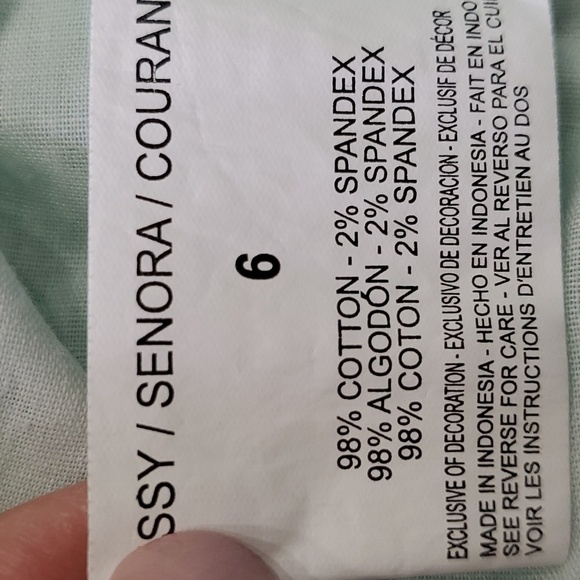 SSY / SENORA / COURAN
6
98% COTTON - 2% SPANDEX
98% ALGODÓN - 2% SPANDEX
98% COTON - 2% SPANDEX
EXCLUSIVE OF DECORATION - EXCLUSIVO DE DECORACION - EXCLUSIF DE DÉCOR
MADE IN INDONESIA - HECHO EN INDONESIA - FAIT EN INDO
SEE REVERSE FOR CARE - VER AL REVERSO PARA EL CUI
VOIR LES INSTRUCTIONS D'ENTRETIEN AU DOS